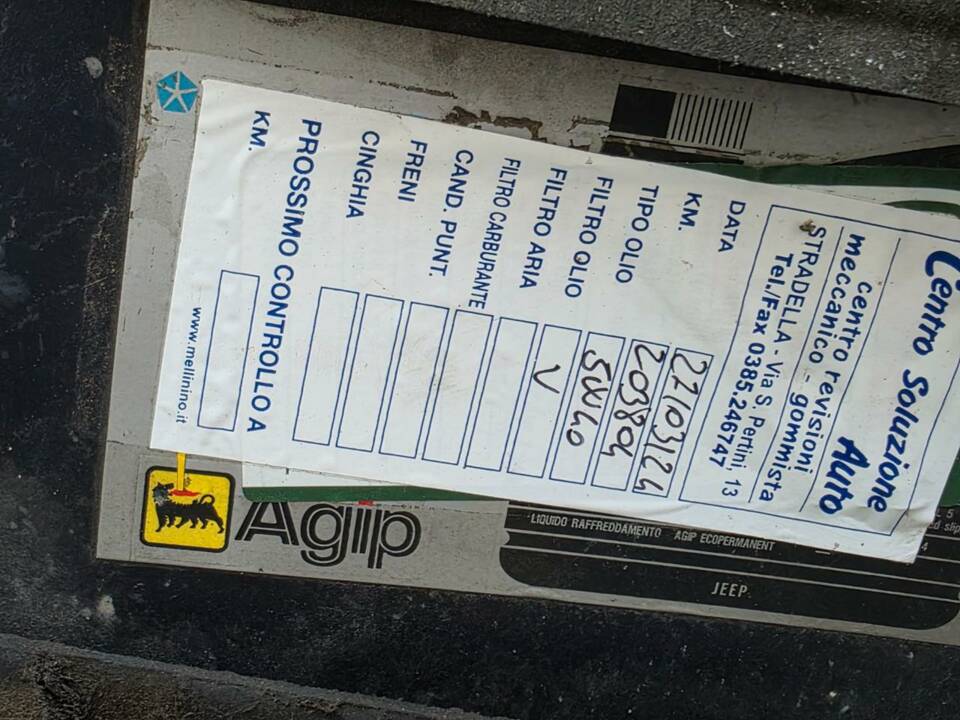 Centro Soluzione
Auto
centro revisioni
meccanico - gommista
STRADELLA - Via S. Pertini, 13
Tel./Fax 0385.246747
DATA 27/03/24
KM. 203804
TIPO OLIO 5W40
FILTRO OLIO V
FILTRO ARIA
FILTRO CARBURANTE
CAND. PUNT.
FRENI
CINGHIA
PROSSIMO CONTROLLO A
KM.
www.mellinino.it
Agip
LIQUIDO RAFFREDDAMENTO AGIP ECOPERMANENT
JEEP